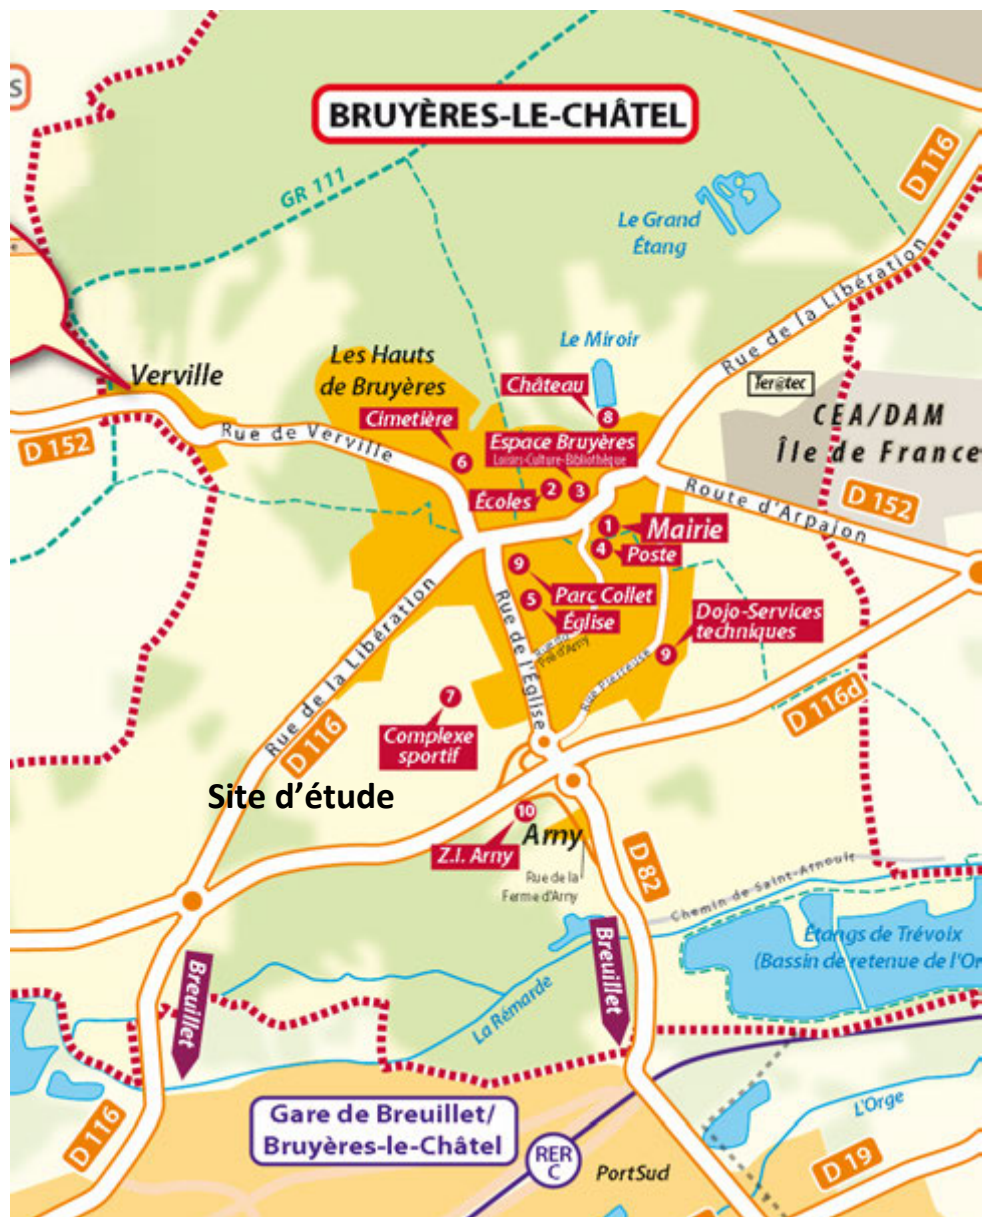 S
BRUYÈRES-LE-CHÂTEL
D 116
GR 111
Le Grand
Étang
e
Rue de la Libération
Le Miroir
Verville
Les Hauts
de Bruyères
Château
8
Ter@tec
CEA/DAM
Île de France
Cimetière
D 152
Rue de Verville
Espace Bruyères
Loisirs-Culture-Bibliothèque
6
Écoles
2
3
Route d'Arpajon
D 152
1
Mairie
4
Poste
9
Parc Collet
5
Église
Rue de l'Église
Pré d'Arny
Rue Pierreuse
Dojo-Services
techniques
9
Rue de la Libération
D 116
7
Complexe
sportif
D 116d
Site d’étude
10
Arny
Z.I. Arny
Rue de la
Ferme d'Arny
D 82
Chemin de Saint-Arnoult
Étangs de Trévoix
(Bassin de retenue de l'Or
Breuillet
Breuillet
La Rémarde
D 116
Gare de Breuillet/
Bruyères-le-Châtel
RER
C
PortSud
L'Orge
D 19